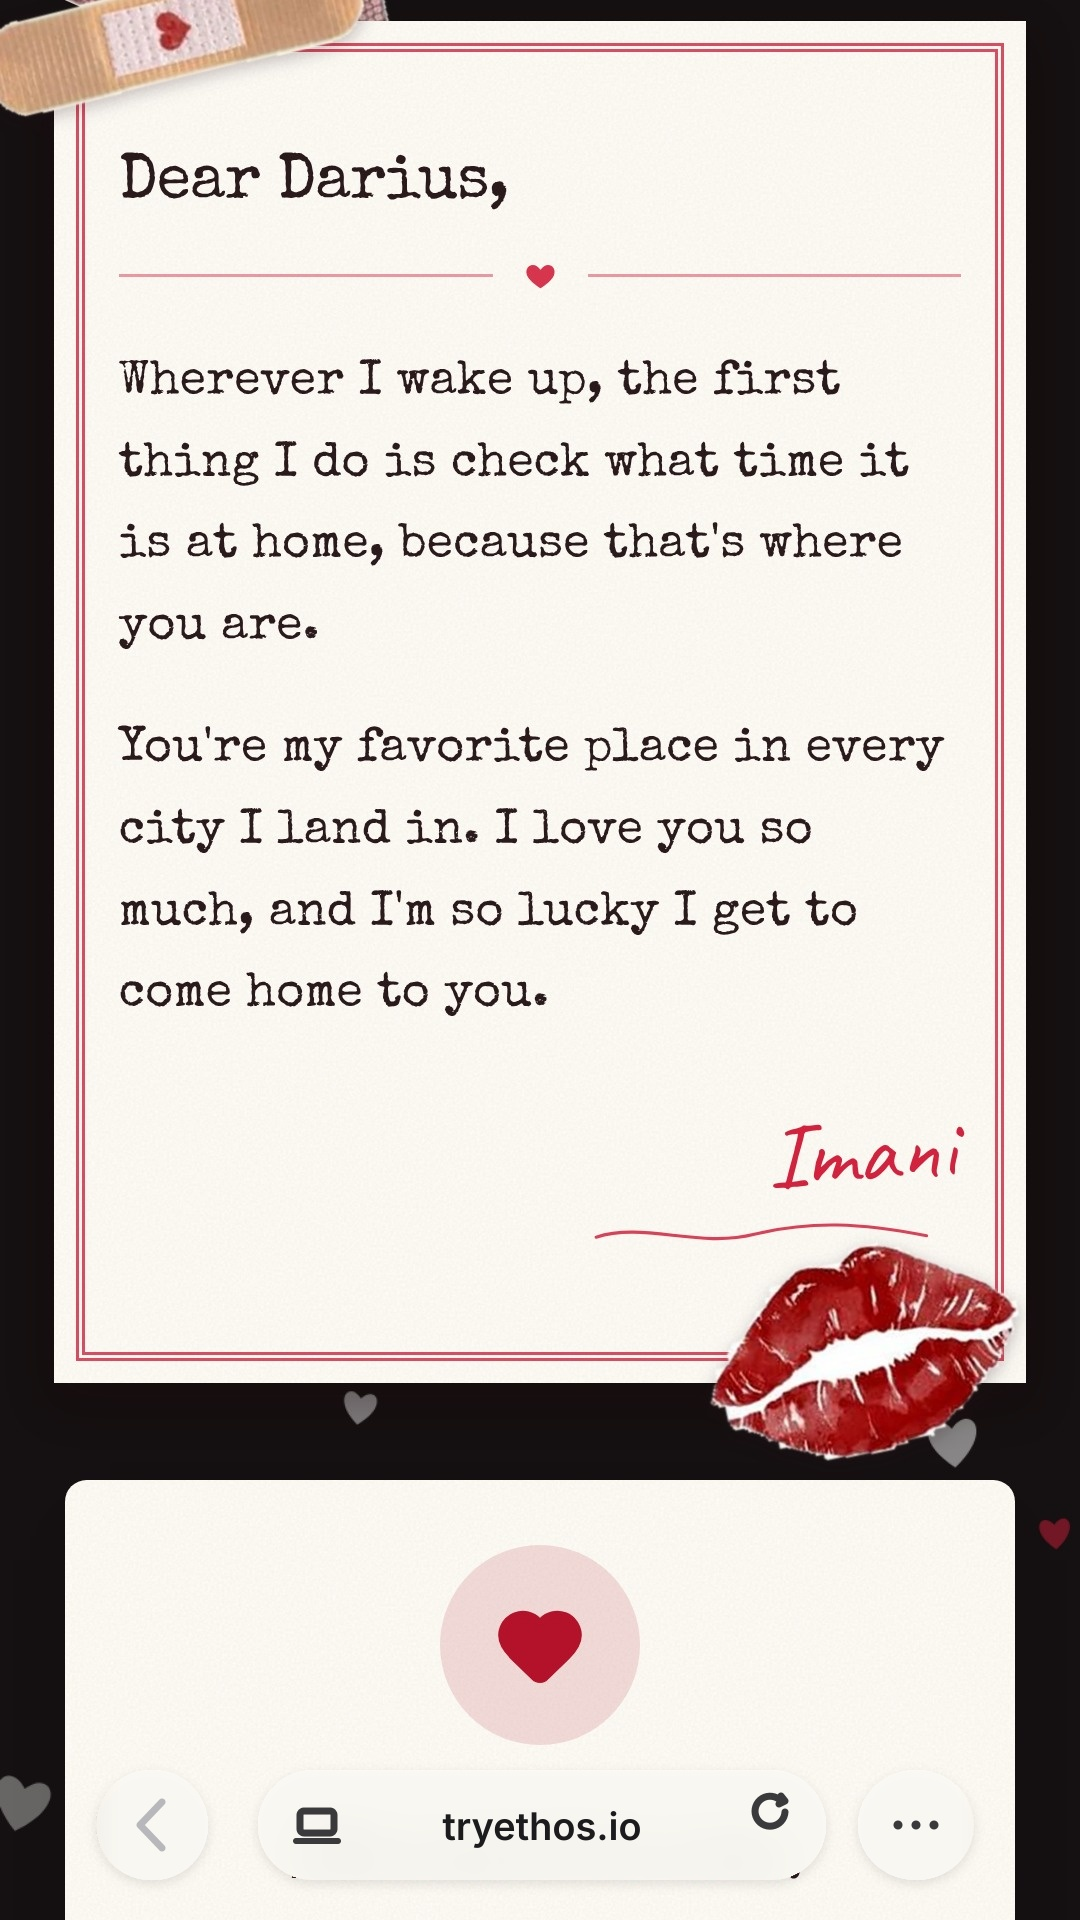 Dear Darius,
Wherever I wake up, the first
thing I do is check what time it
is at home, because that's where
you are.
You're my favorite place in every
city I land in. I love you so
much, and I'm so lucky I get to
come home to you.
Imani
tryethos.io